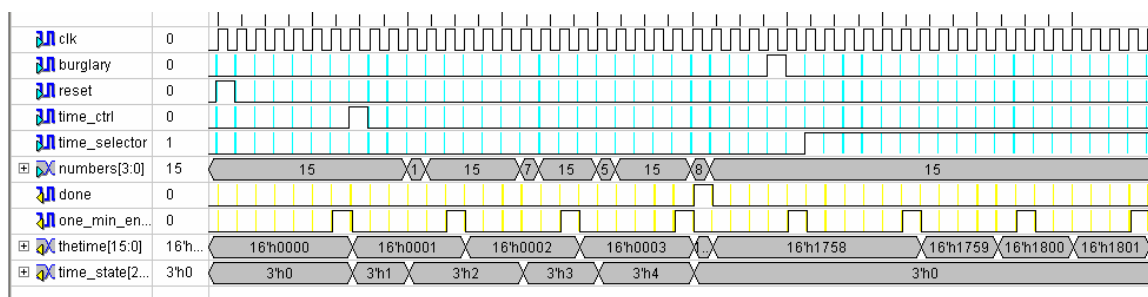 clk 0
burglary 0
reset 0
time_ctrl 0
time_selector 1
numbers[3:0] 15 15 1 15 7 15 5 15 8 15
done 0
one_min_en... 0
thetime[15:0] 16'h... 16'h0000 16'h0001 16'h0002 16'h0003 16'h1758 16'h1759 16'h1800 16'h1801
time_state[2... 3'h0 3'h0 3'h1 3'h2 3'h3 3'h4 3'h0